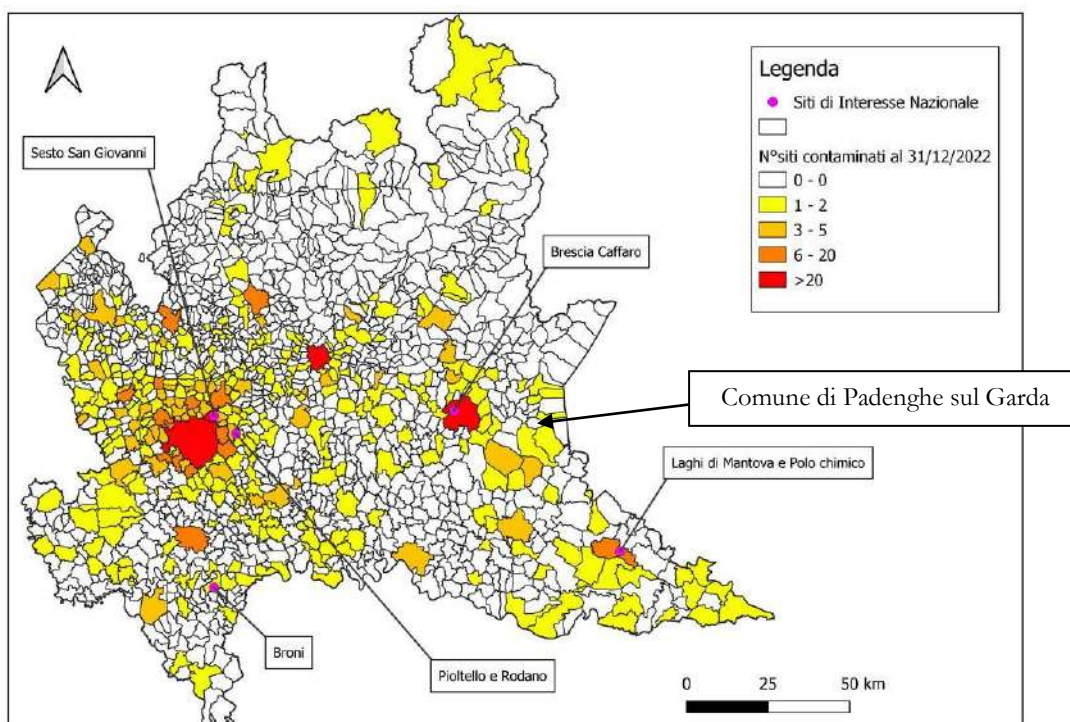 Legenda
Siti di Interesse Nazionale
N°siti contaminati al 31/12/2022
0 - 0
1 - 2
3 - 5
6 - 20
>20
Sesto San Giovanni
Brescia Caffaro
Comune di Padenghe sul Garda
Laghi di Mantova e Polo chimico
Broni
Pioltello e Rodano
0 25 50 km